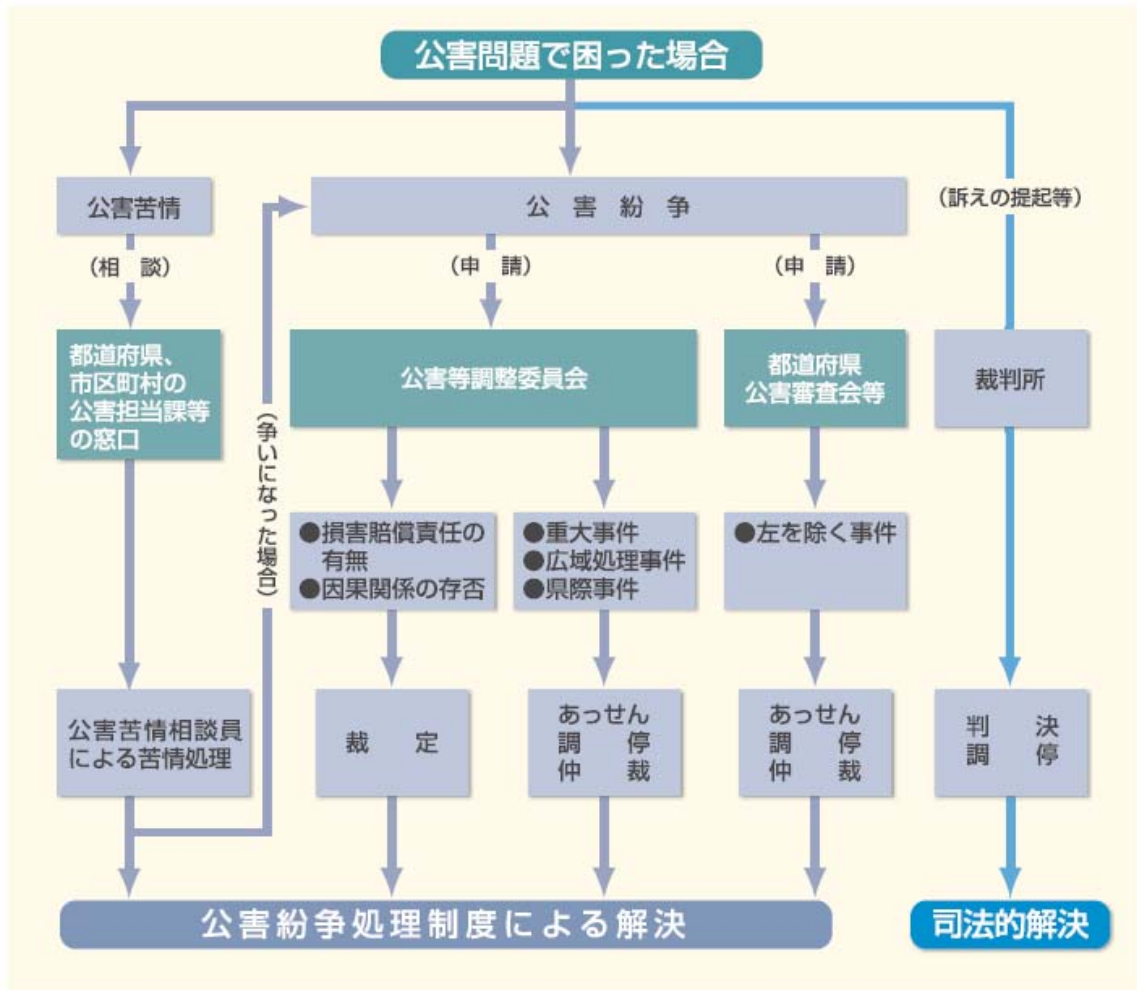 公害問題で困った場合
公害苦情
公害紛争
(訴えの提起等)
(相 談)
(申 請)
(申 請)
都道府県、
市区町村の
公害担当課等
の窓口
公害等調整委員会
都道府県
公害審査会等
裁判所
(争いになった場合)
●損害賠償責任の
有無
●因果関係の存否
●重大事件
●広域処理事件
●県際事件
●左を除く事件
公害苦情相談員
による苦情処理
裁 定
あっせん
調 停
仲 裁
あっせん
調 停
仲 裁
判 決
調 停
公害紛争処理制度による解決
司法的解決